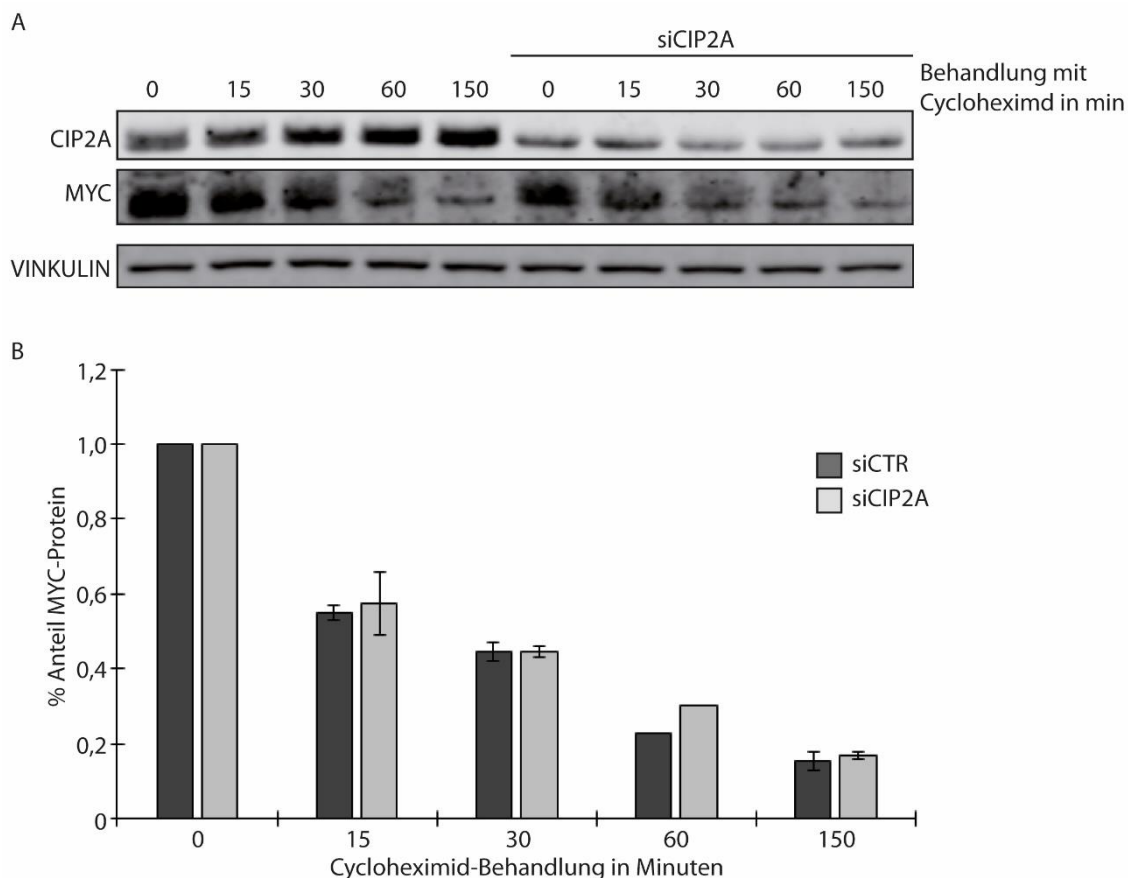 A
siCIP2A
0 15 30 60 150 0 15 30 60 150
Behandlung mit
Cycloheximd in min
CIP2A
MYC
VINKULIN
B
1,2
1,0
0,8
0,6
0,4
0,2
0
% Anteil MYC-Protein
siCTR
siCIP2A
0 15 30 60 150
Cycloheximid-Behandlung in Minuten